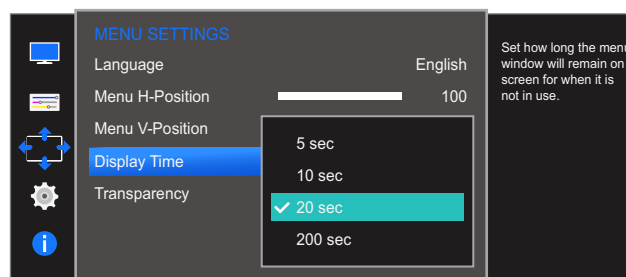 MENU SETTINGS
Language English
Menu H-Position 100
Menu V-Position
Display Time
Transparency
5 sec
10 sec
20 sec
200 sec
Set how long the menu
window will remain on
screen for when it is
not in use.